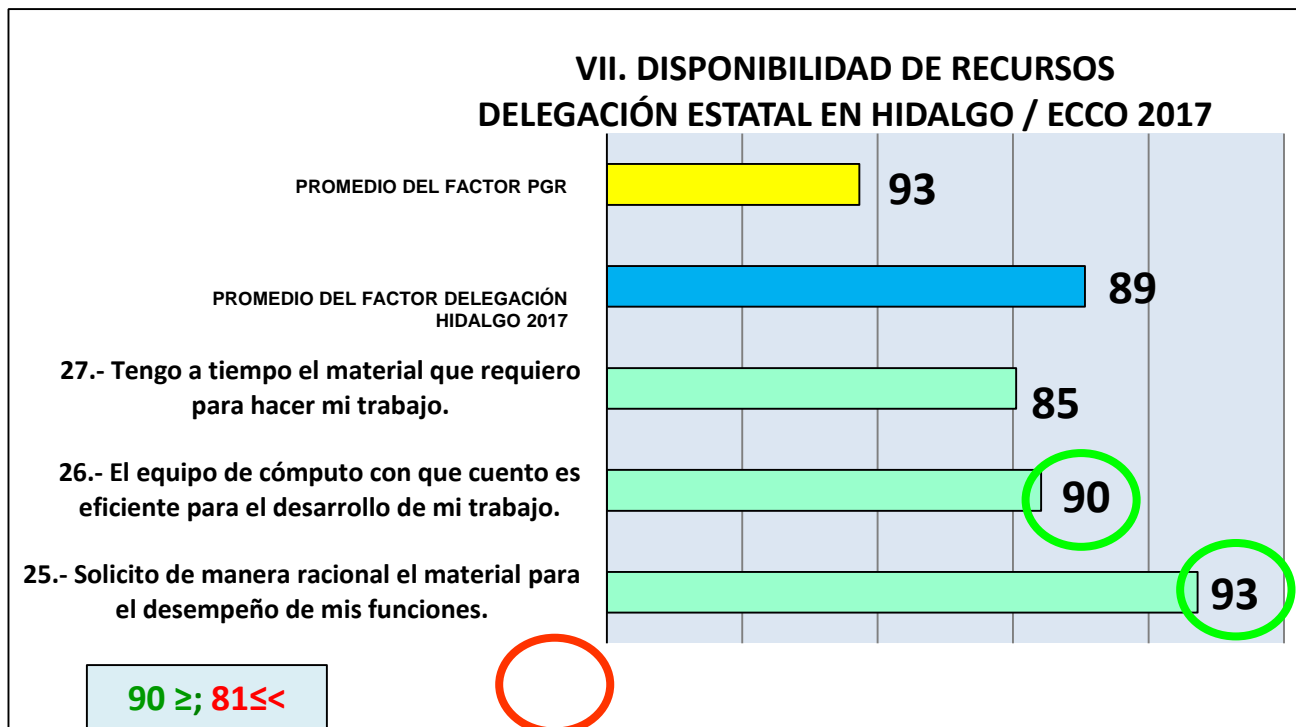 VII. DISPONIBILIDAD DE RECURSOS
DELEGACIÓN ESTATAL EN HIDALGO / ECCO 2017
PROMEDIO DEL FACTOR PGR
93
PROMEDIO DEL FACTOR DELEGACIÓN
HIDALGO 2017
89
27.- Tengo a tiempo el material que requiero
para hacer mi trabajo.
85
26.- El equipo de cómputo con que cuento es
eficiente para el desarrollo de mi trabajo.
90
25.- Solicito de manera racional el material para
el desempeño de mis funciones.
93
90 ≥; 81≤<